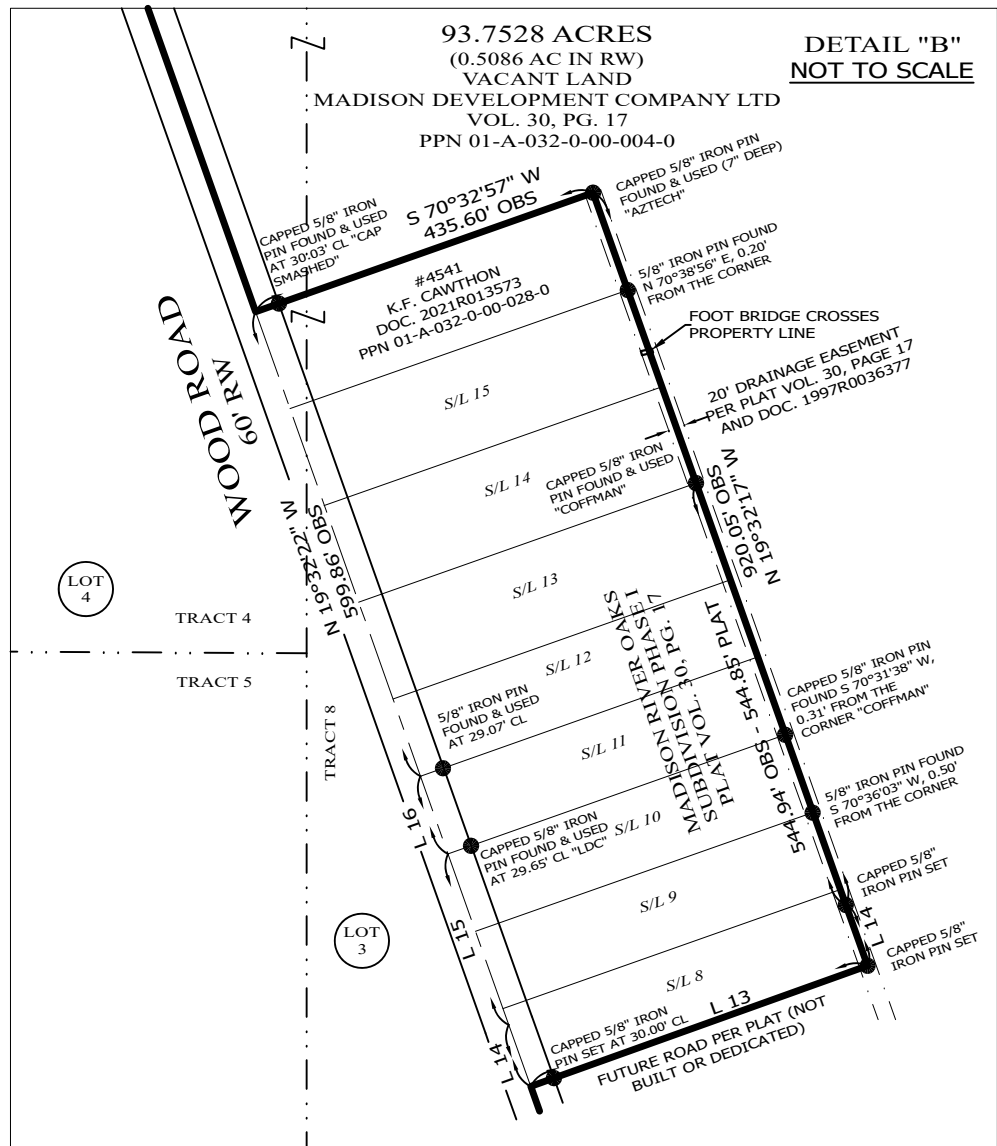 93.7528 ACRES
(0.5086 AC IN RW)
VACANT LAND
MADISON DEVELOPMENT COMPANY LTD
VOL. 30, PG. 17
PPN 01-A-032-0-00-004-0
DETAIL "B"
NOT TO SCALE
Z
Z
CAPPED 5/8" IRON PIN
FOUND & USED (7" DEEP)
"AZTECH"
S 70°32'57" W
435.60' OBS
CAPPED 5/8" IRON
PIN FOUND & USED
AT 30:03' CL "CAP
SMASHED"
#4541
K.F. CAWTHON
DOC. 2021R013573
PPN 01-A-032-0-00-028-0
5/8" IRON PIN FOUND
N 70°38'56" E, 0.20'
FROM THE CORNER
FOOT BRIDGE CROSSES
PROPERTY LINE
20' DRAINAGE EASEMENT
PER PLAT VOL. 30, PAGE 17
AND DOC. 1997R0036377
WOOD ROAD
60' RW
S/L 15
S/L 14
CAPPED 5/8" IRON
PIN FOUND & USED
"COFFMAN"
920.05' OBS
N 19°32'17" W
N 19°32'22" W
599.86' OBS
S/L 13
LOT
4
TRACT 4
TRACT 5
TRACT 8
MADISON RIVER OAKS
SUBDIVISION PHASE I
PLAT VOL. 30, PG. 17
544.94' OBS - 544.85' PLAT
S/L 12
5/8" IRON PIN
FOUND & USED
AT 29.07' CL
CAPPED 5/8" IRON PIN
FOUND S 70°31'38" W,
0.31' FROM THE
CORNER "COFFMAN"
S/L 11
L 16
5/8" IRON PIN FOUND
S 70°36'03" W, 0.50'
FROM THE CORNER
S/L 10
CAPPED 5/8" IRON
PIN FOUND & USED
AT 29.65' CL "LDC"
CAPPED 5/8"
IRON PIN SET
S/L 9
LOT
3
L 15
L 14
CAPPED 5/8"
IRON PIN SET
S/L 8
L 13
CAPPED 5/8" IRON
PIN SET AT 30.00' CL
L 14
FUTURE ROAD PER PLAT (NOT
BUILT OR DEDICATED)